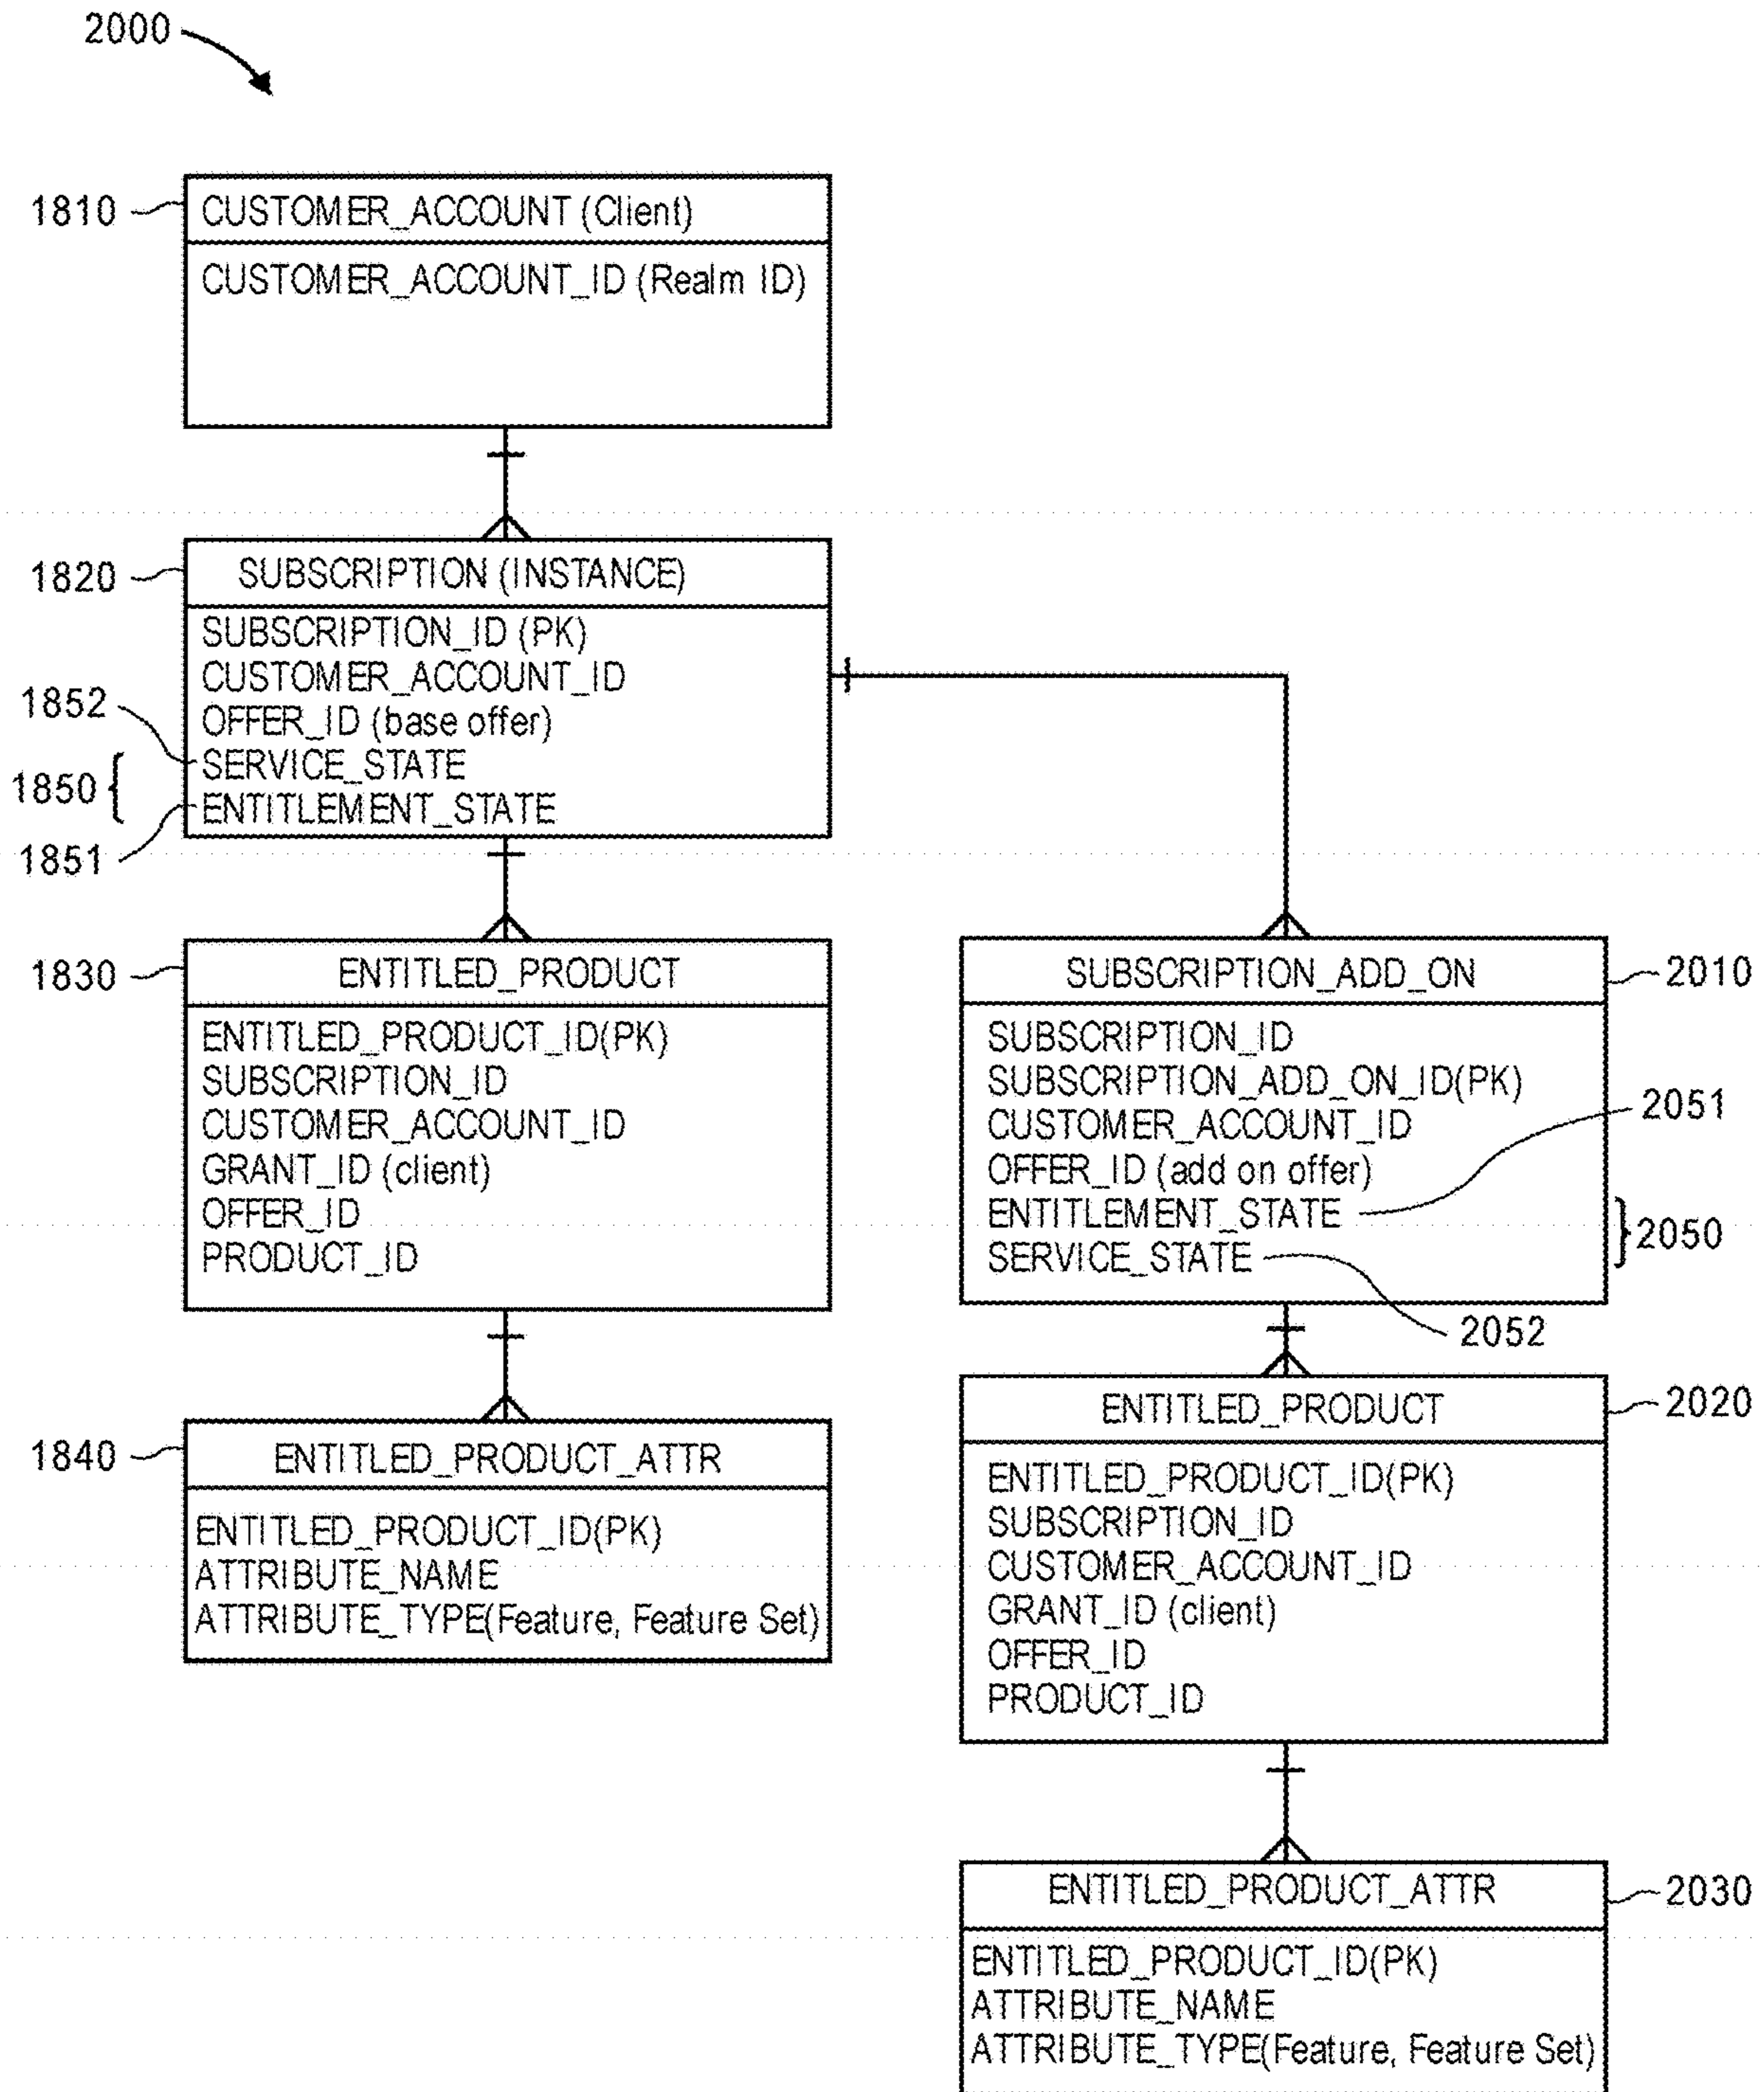 2000
1810
CUSTOMER_ACCOUNT (Client)
CUSTOMER_ACCOUNT_ID (Realm ID)
1820
SUBSCRIPTION (INSTANCE)
SUBSCRIPTION_ID (PK)
CUSTOMER_ACCOUNT_ID
1852
OFFER_ID (base offer)
SERVICE_STATE
1850 {
ENTITLEMENT_STATE
1851
1830
ENTITLED_PRODUCT
ENTITLED_PRODUCT_ID(PK)
SUBSCRIPTION_ID
CUSTOMER_ACCOUNT_ID
GRANT_ID (client)
OFFER_ID
PRODUCT_ID
1840
ENTITLED_PRODUCT_ATTR
ENTITLED_PRODUCT_ID(PK)
ATTRIBUTE_NAME
ATTRIBUTE_TYPE(Feature, Feature Set)
SUBSCRIPTION_ADD_ON
2010
SUBSCRIPTION_ID
SUBSCRIPTION_ADD_ON_ID(PK)
2051
CUSTOMER_ACCOUNT_ID
OFFER_ID (add on offer)
ENTITLEMENT_STATE
} 2050
SERVICE_STATE
2052
ENTITLED_PRODUCT
2020
ENTITLED_PRODUCT_ID(PK)
SUBSCRIPTION_ID
CUSTOMER_ACCOUNT_ID
GRANT_ID (client)
OFFER_ID
PRODUCT_ID
ENTITLED_PRODUCT_ATTR
2030
ENTITLED_PRODUCT_ID(PK)
ATTRIBUTE_NAME
ATTRIBUTE_TYPE(Feature, Feature Set)